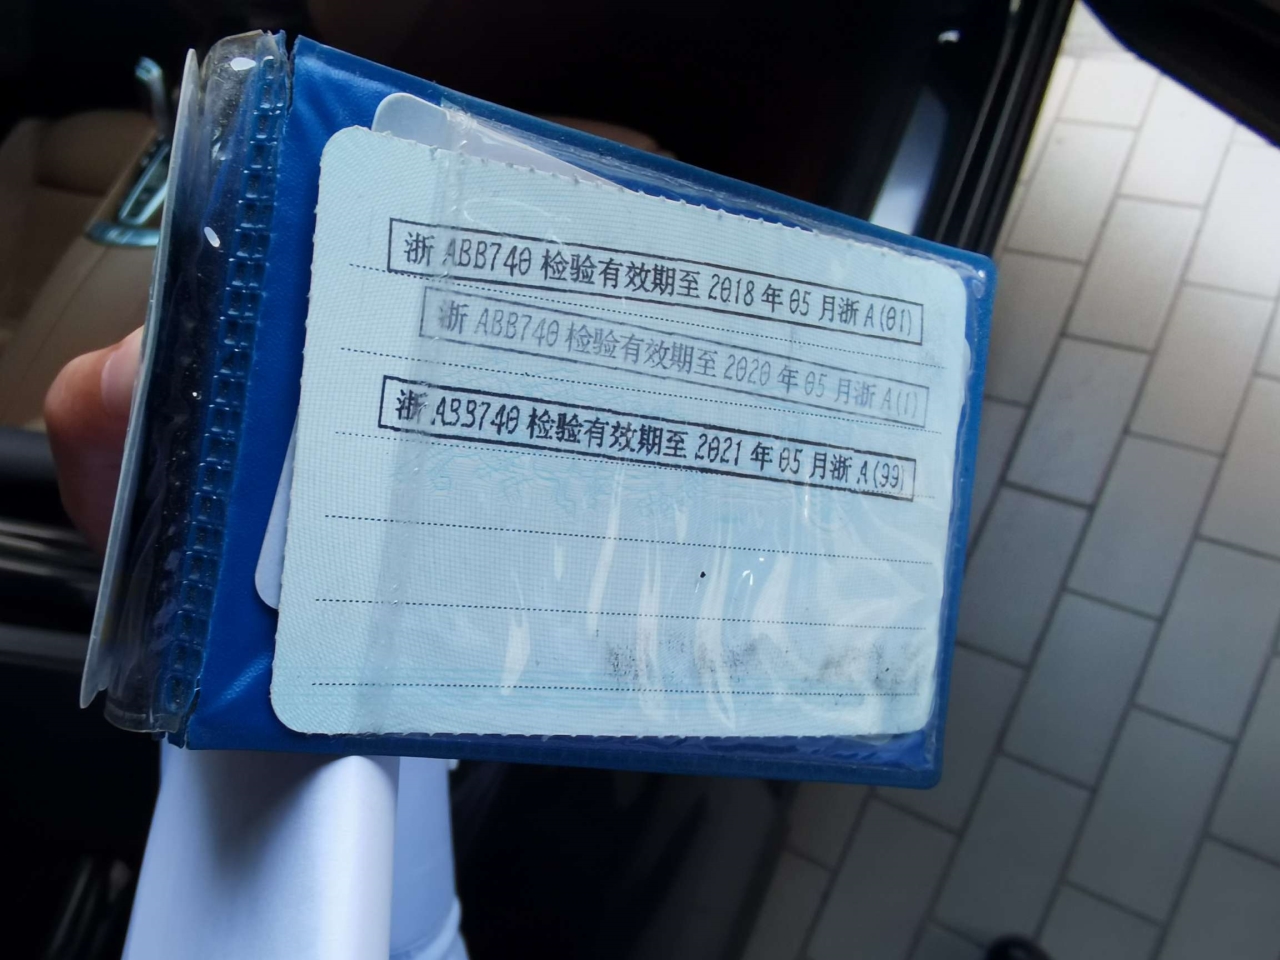 浙 ABB740 检验有效期至 2018 年 05 月浙 A(01)
浙 ABB740 检验有效期至 2020 年 05 月浙 A(1)
浙 ABB740 检验有效期至 2021 年 05 月浙 A(99)